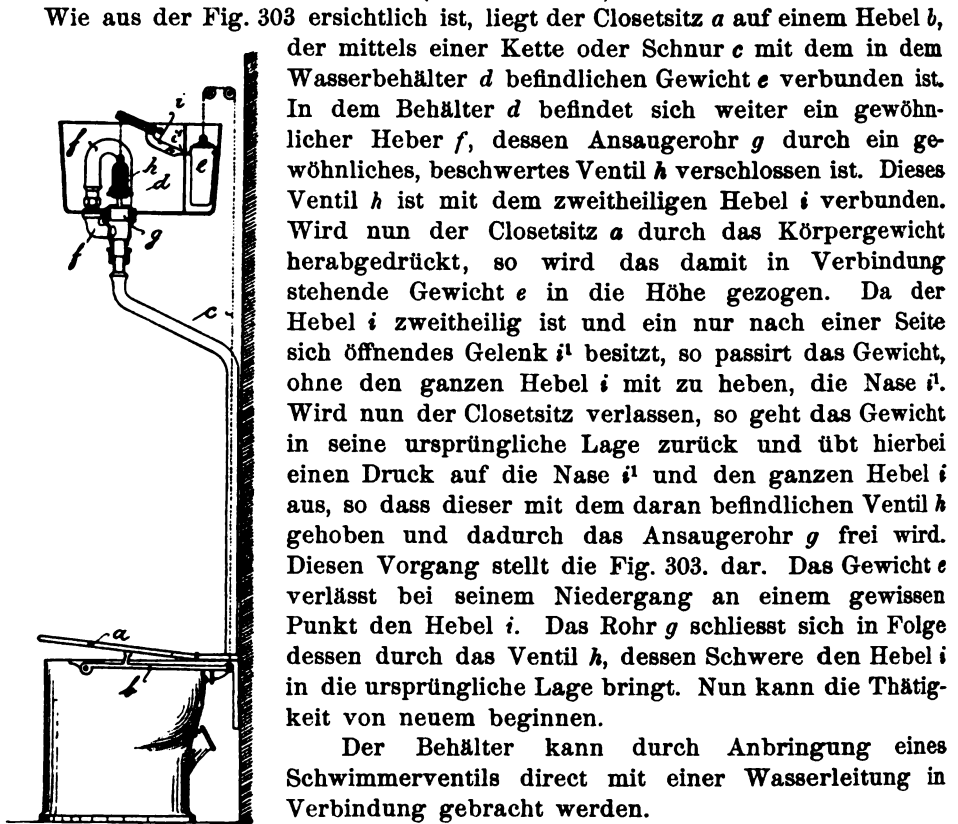 Wie aus der Fig. 303 ersichtlich ist, liegt der Closetsitz a auf einem Hebel b,
der mittels einer Kette oder Schnur c mit dem in dem
Wasserbehälter d befindlichen Gewicht e verbunden ist.
In dem Behälter d befindet sich weiter ein gewöhn-
licher Heber f, dessen Ansaugerohr g durch ein ge-
wöhnliches, beschwertes Ventil h verschlossen ist. Dieses
Ventil h ist mit dem zweitheiligen Hebel i verbunden.
Wird nun der Closetsitz a durch das Körpergewicht
herabgedrückt, so wird das damit in Verbindung
stehende Gewicht e in die Höhe gezogen. Da der
Hebel i zweitheilig ist und ein nur nach einer Seite
sich öffnendes Gelenk i¹ besitzt, so passirt das Gewicht,
ohne den ganzen Hebel i mit zu heben, die Nase i¹.
Wird nun der Closetsitz verlassen, so geht das Gewicht
in seine ursprüngliche Lage zurück und übt hierbei
einen Druck auf die Nase i¹ und den ganzen Hebel i
aus, so dass dieser mit dem daran befindlichen Ventil h
gehoben und dadurch das Ansaugerohr g frei wird.
Diesen Vorgang stellt die Fig. 303. dar. Das Gewicht e
verlässt bei seinem Niedergang an einem gewissen
Punkt den Hebel i. Das Rohr g schliesst sich in Folge
dessen durch das Ventil h, dessen Schwere den Hebel i
in die ursprüngliche Lage bringt. Nun kann die Thätig-
keit von neuem beginnen.
Der Behälter kann durch Anbringung eines
Schwimmerventils direct mit einer Wasserleitung in
Verbindung gebracht werden.
i
f
i¹
h
d
e
f
g
c
a
b